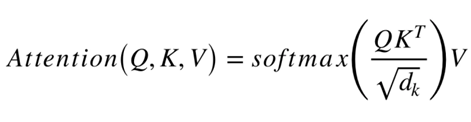 Attention(Q, K, V) = softmax(QK^T / √d_k)V